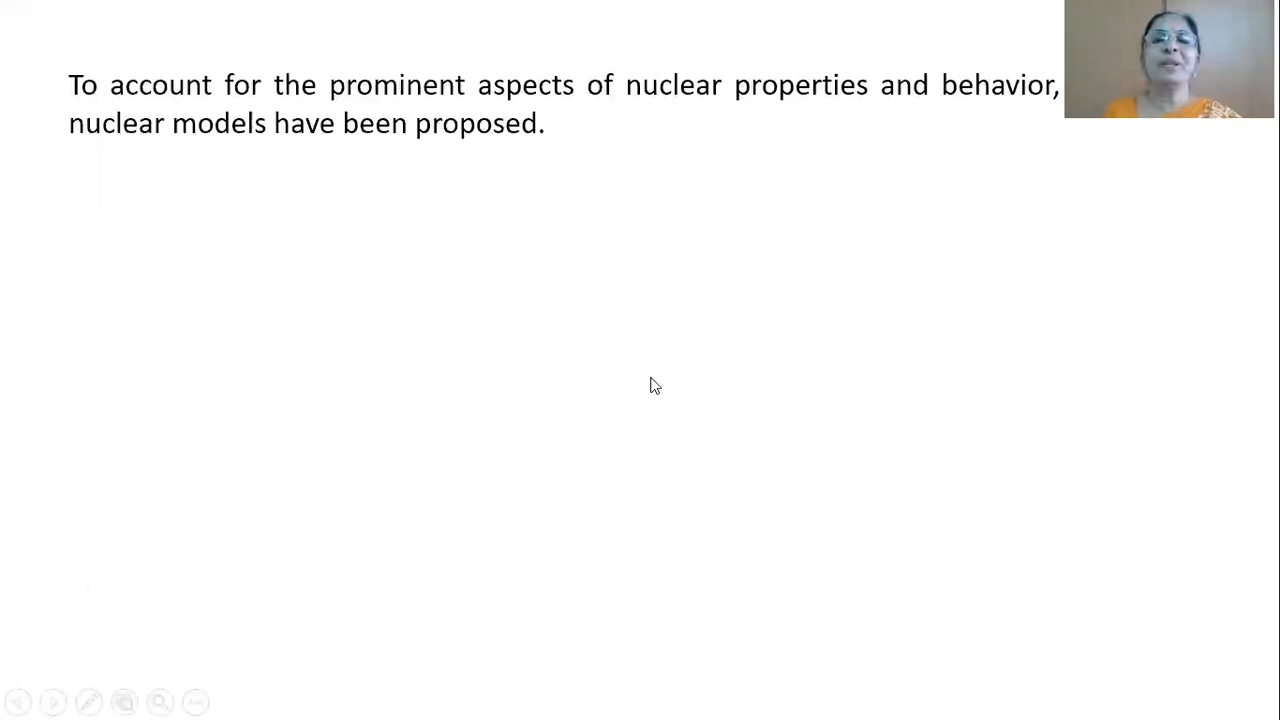 To account for the prominent aspects of nuclear properties and behavior,
nuclear models have been proposed.